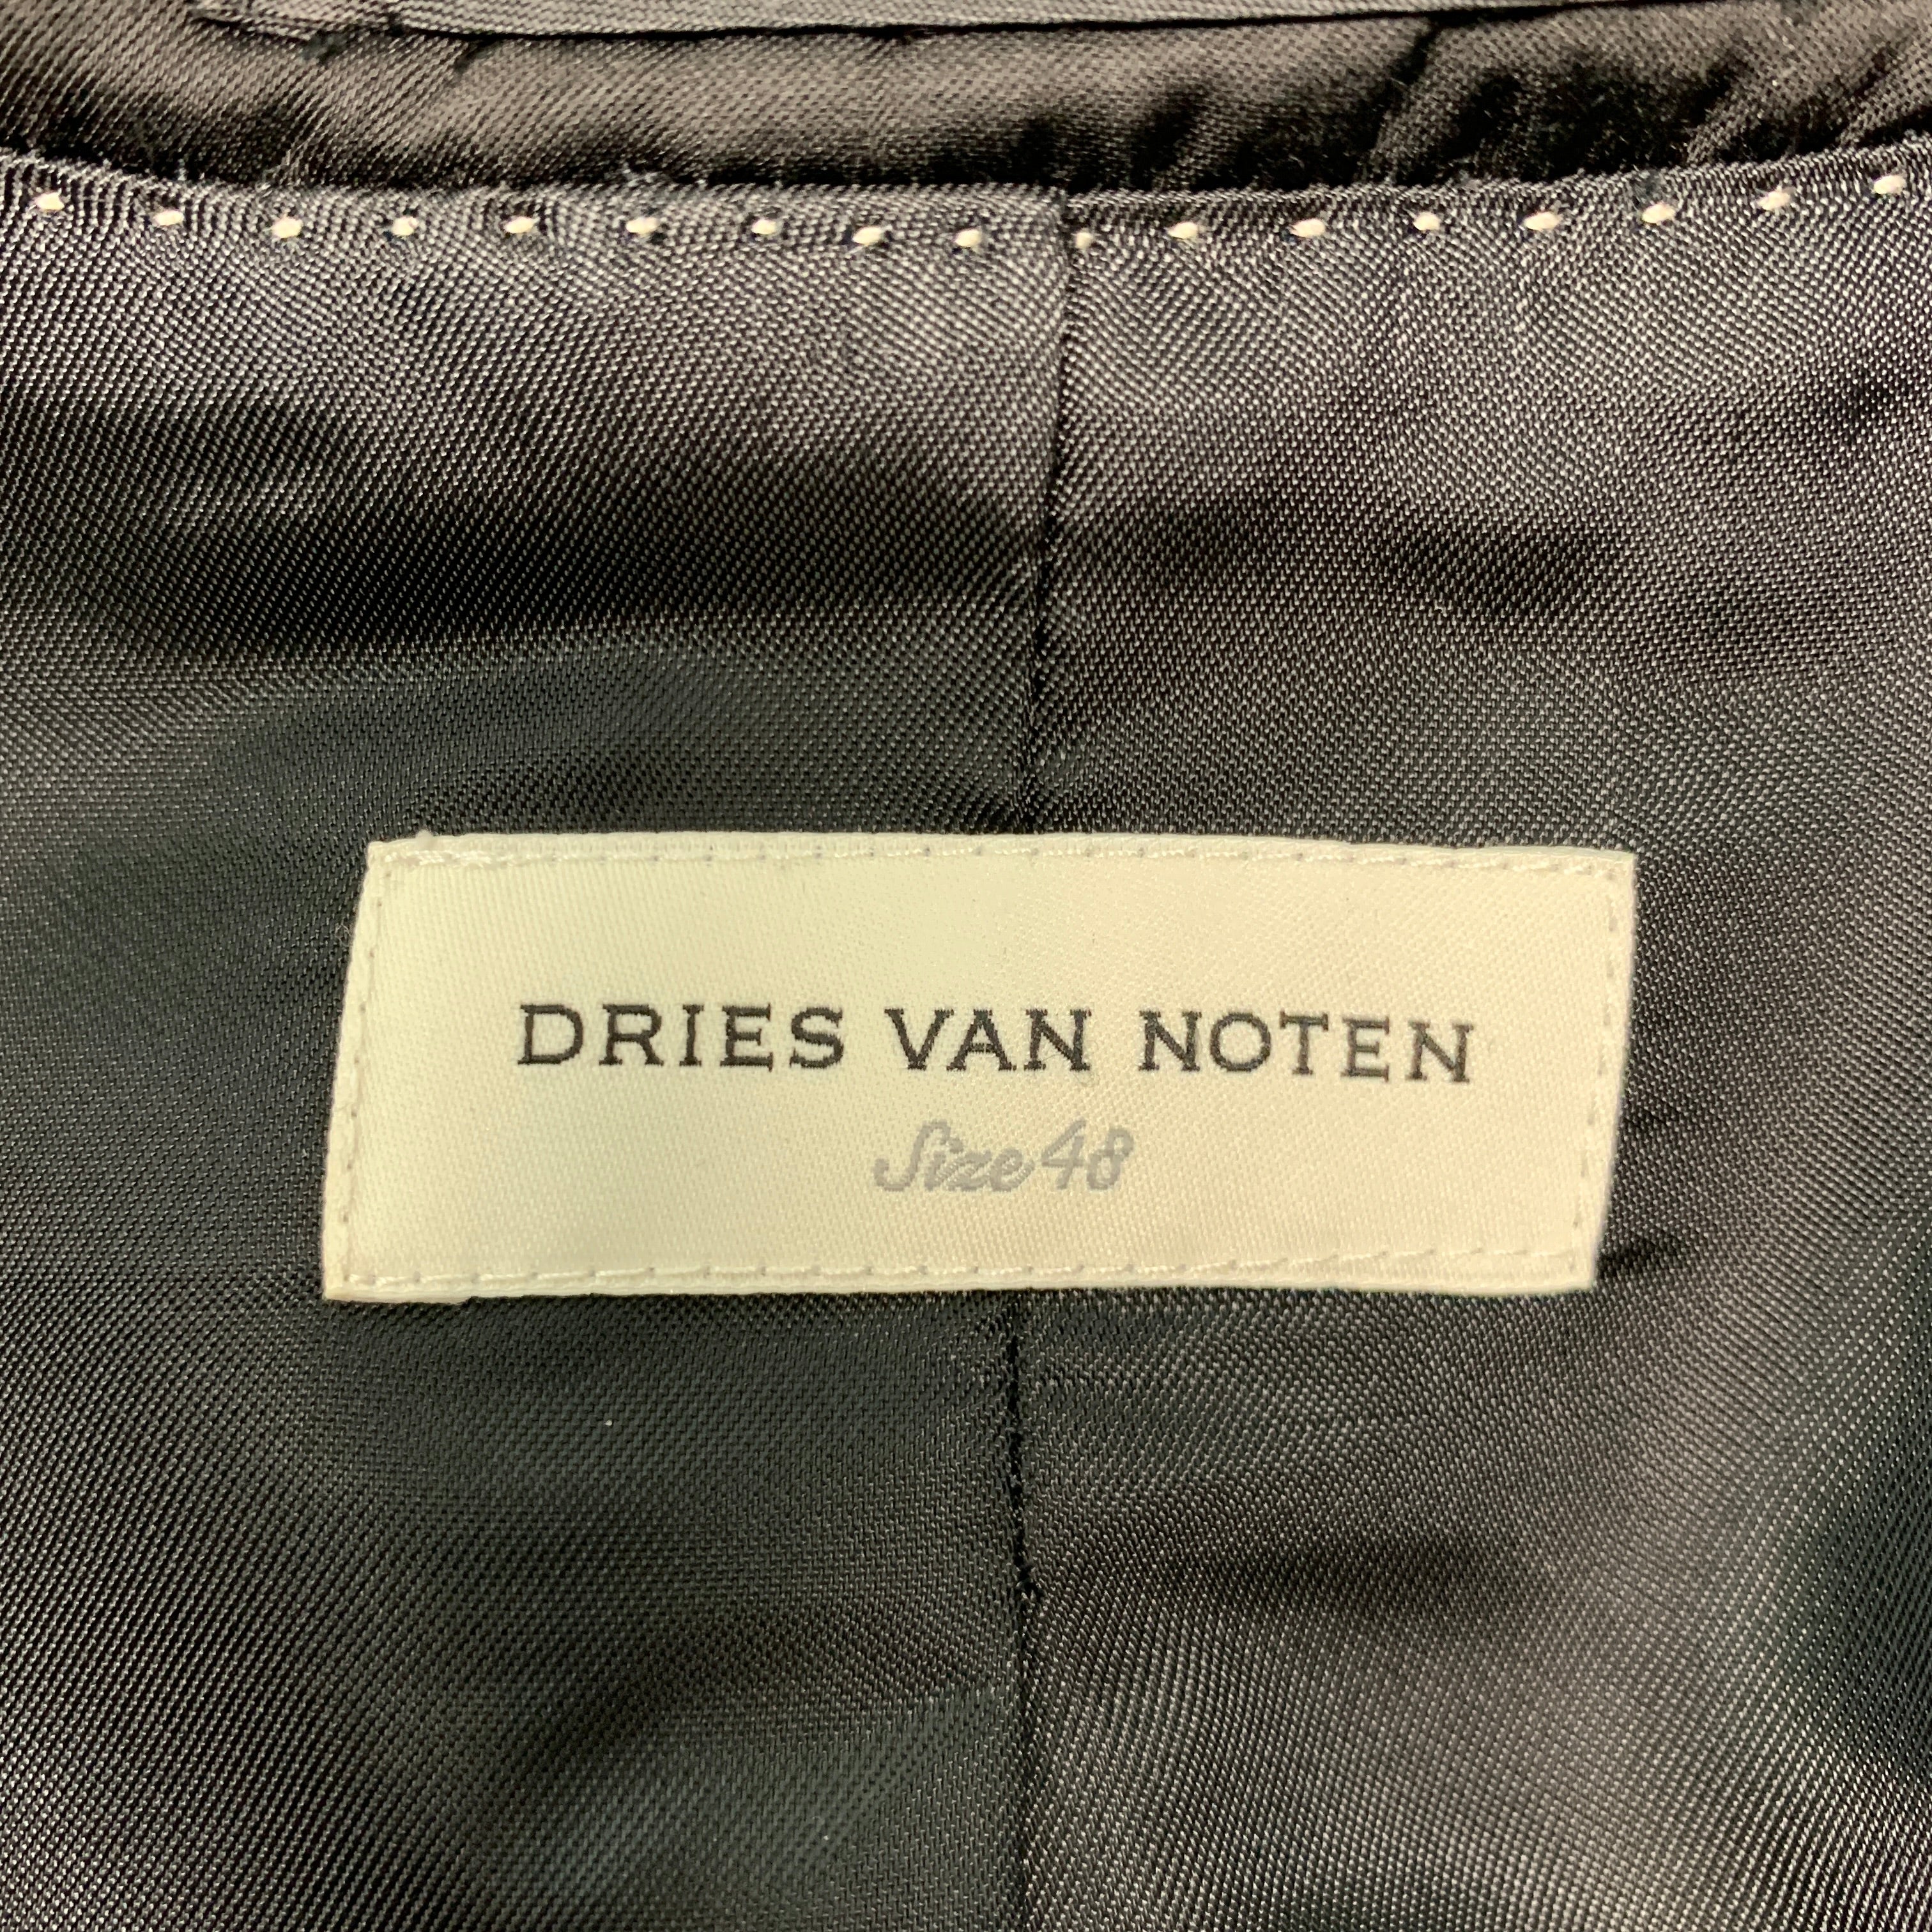 DRIES VAN NOTEN
Size 48